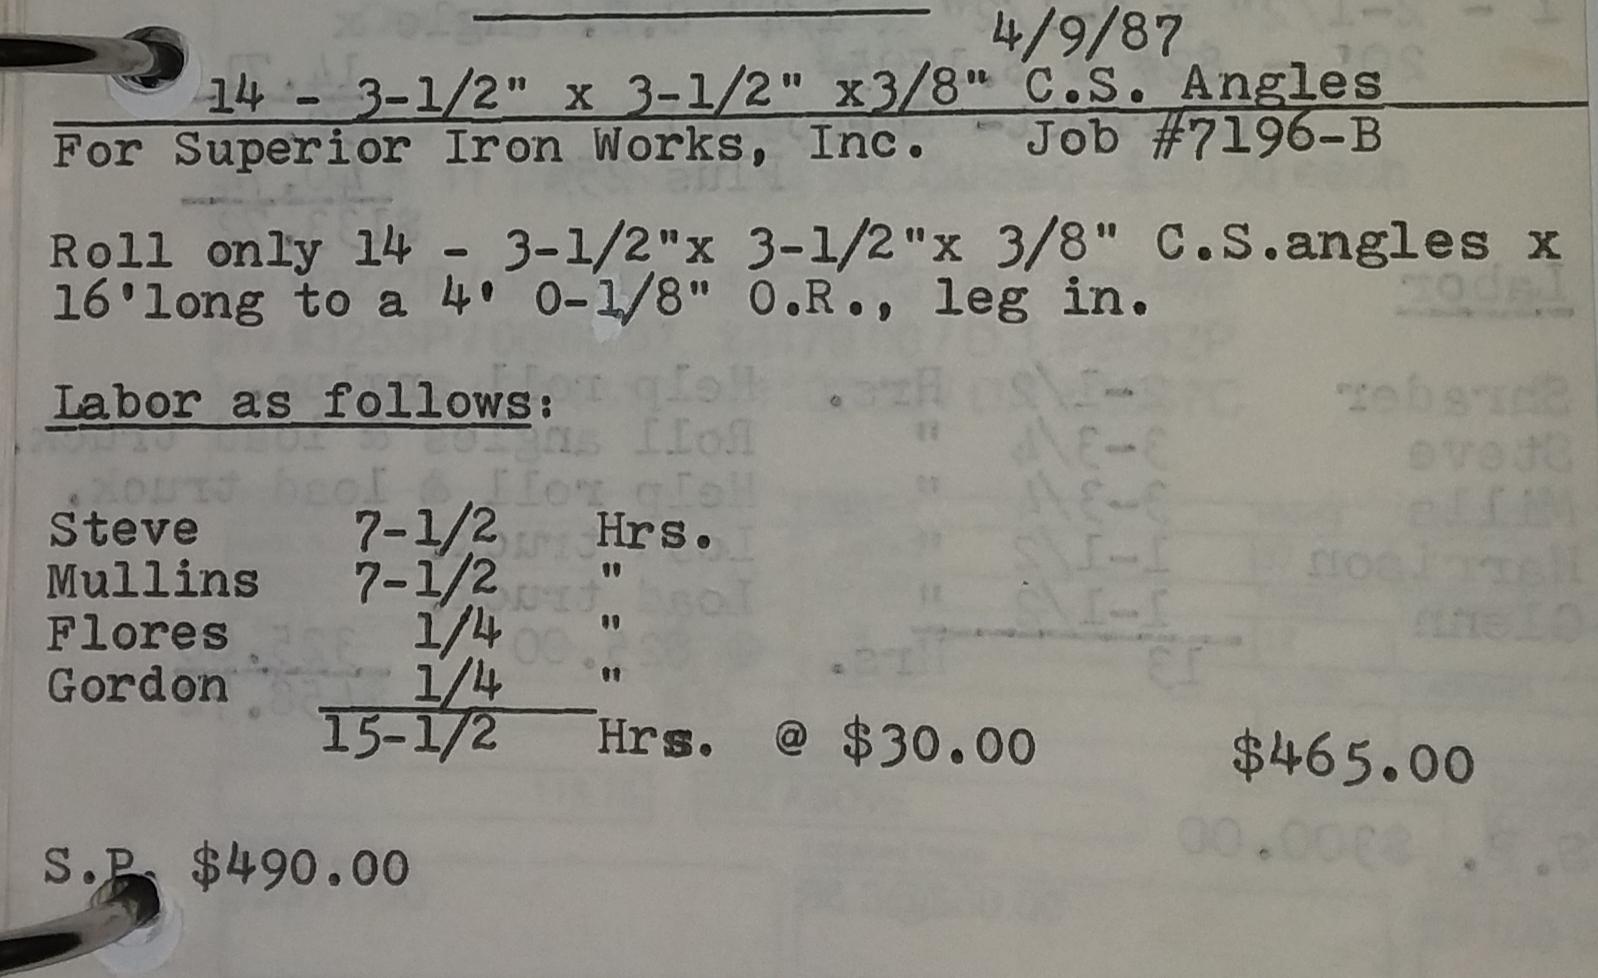 4/9/87
14 - 3-1/2" x 3-1/2" x3/8" C.S. Angles
For Superior Iron Works, Inc. Job #7196-B
Roll only 14 - 3-1/2"x 3-1/2"x 3/8" C.S.angles x
16'long to a 4' 0-1/8" O.R., leg in.
Labor as follows:
Steve 7-1/2 Hrs.
Mullins 7-1/2 "
Flores 1/4 "
Gordon 1/4 "
15-1/2 Hrs. @ $30.00 $465.00
S.P. $490.00